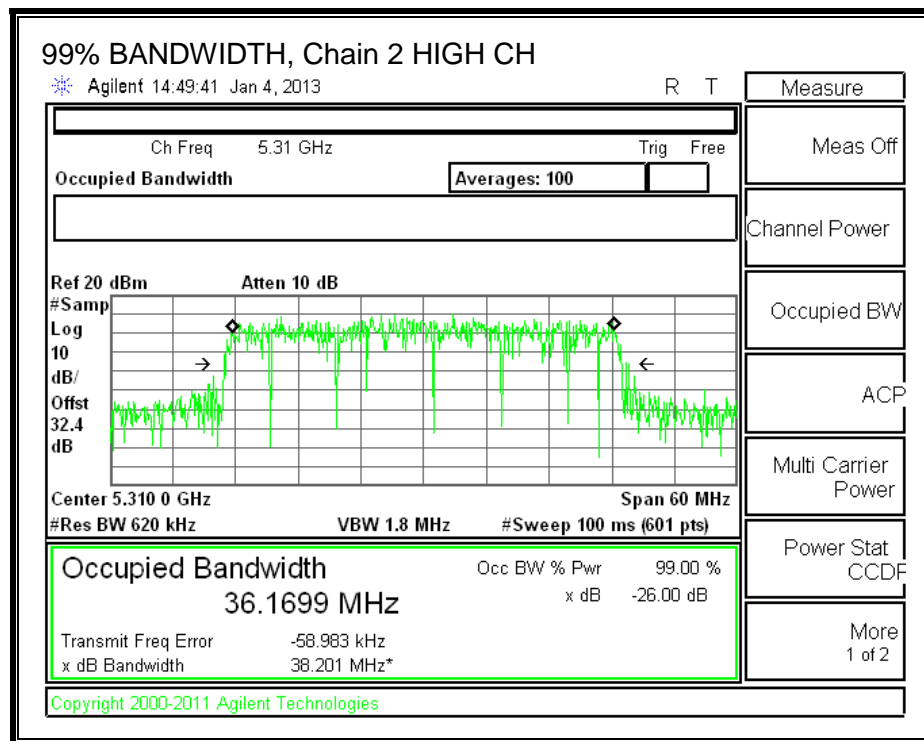 99% BANDWIDTH, Chain 2 HIGH CH
Agilent 14:49:41 Jan 4, 2013
R T
Measure
Ch Freq 5.31 GHz
Trig Free
Meas Off
Occupied Bandwidth
Averages: 100
Channel Power
Ref 20 dBm
Atten 10 dB
#Samp
Log
10
dB/
Offst
32.4
dB
Occupied BW
ACP
Multi Carrier
Power
Center 5.310 0 GHz
Span 60 MHz
#Res BW 620 kHz
VBW 1.8 MHz
#Sweep 100 ms (601 pts)
Power Stat
CCDF
Occupied Bandwidth
Occ BW % Pwr 99.00 %
36.1699 MHz
x dB -26.00 dB
Transmit Freq Error -58.983 kHz
x dB Bandwidth 38.201 MHz*
More
1 of 2
Copyright 2000-2011 Agilent Technologies